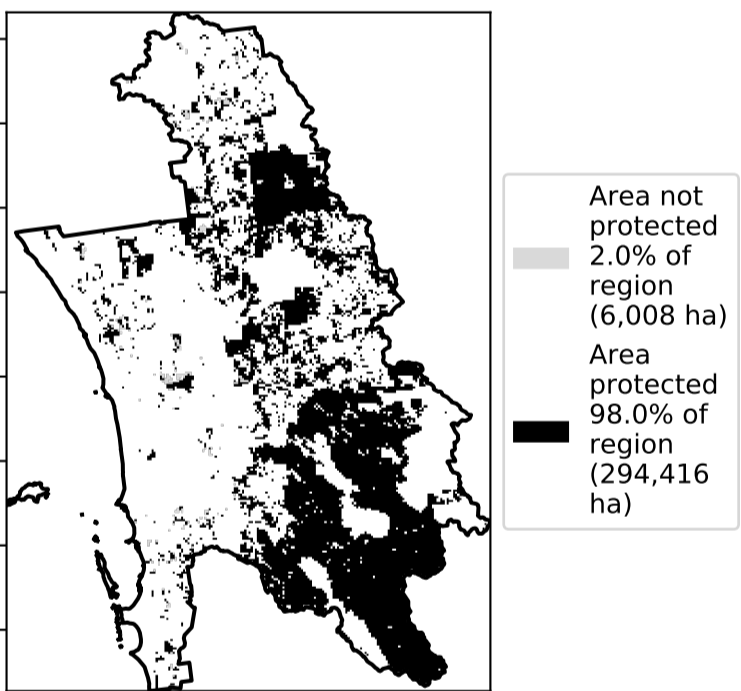 Area not
protected
2.0% of
region
(6,008 ha)
Area
protected
98.0% of
region
(294,416
ha)